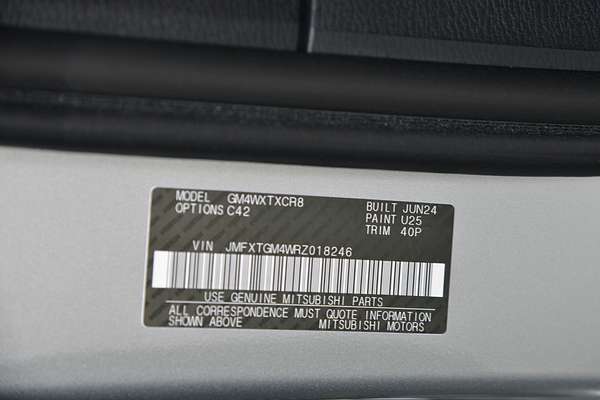 MODEL GM4WXTXCR8 BUILT JUN24
OPTIONS C42 PAINT U25
TRIM 40P
VIN JMFXTGM4WRZ018246
USE GENUINE MITSUBISHI PARTS
ALL CORRESPONDENCE MUST QUOTE INFORMATION
SHOWN ABOVE MITSUBISHI MOTORS